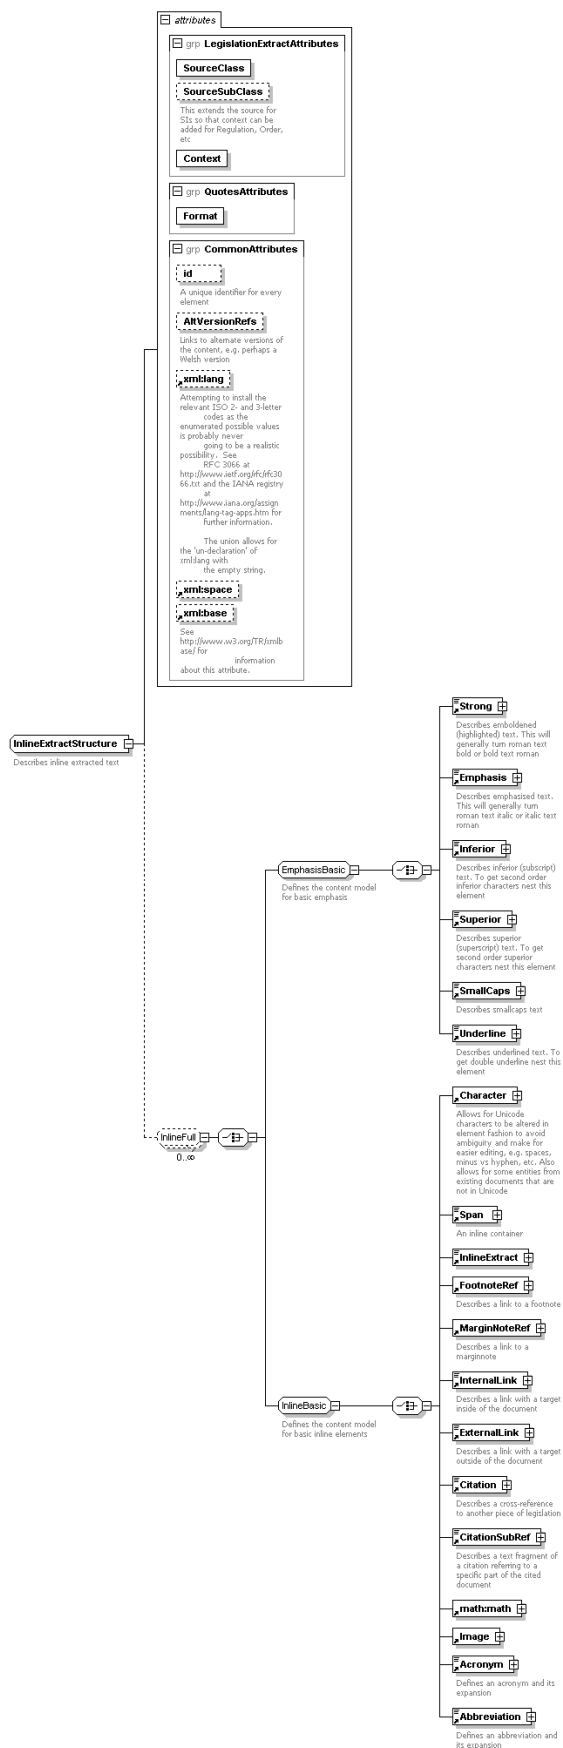 attributes
grp LegislationExtractAttributes
SourceClass
SourceSubClass
This extends the source for
SIs so that context can be
added for Regulation, Order,
etc
Context
grp QuotesAttributes
Format
grp CommonAttributes
id
A unique identifier for every
element
AltVersionRefs
Links to alternate versions of
the content, e.g. perhaps a
Welsh version
xml:lang
Attempting to install the
relevant ISO 2- and 3-letter
codes as the
enumerated possible values
is probably never
going to be a realistic
possibility. See
RFC 3066 at
http://www.ietf.org/rfc/rfc30
66.txt and the IANA registry
at
http://www.iana.org/assign
ments/lang-tag-apps.htm for
further information.
The union allows for
the 'un-declaration' of
xml:lang with
the empty string.
xml:space
xml:base
See
http://www.w3.org/TR/xmlb
ase/ for
information
about this attribute.
InlineExtractStructure
Describes inline extracted text
InlineFull
0..∞
EmphasisBasic
Defines the content model
for basic emphasis
Strong
Describes emboldened
(highlighted) text. This will
generally turn roman text
bold or bold text roman
Emphasis
Describes emphasised text.
This will generally turn
roman text italic or italic text
roman
Inferior
Describes inferior (subscript)
text. To get second order
inferior characters nest this
element
Superior
Describes superior
(superscript) text. To get
second order superior
characters nest this element
SmallCaps
Describes smallcaps text
Underline
Describes underlined text. To
get double underline nest this
element
InlineBasic
Defines the content model
for basic inline elements
Character
Allows for Unicode
characters to be altered in
element fashion to avoid
ambiguity and make for
easier editing, e.g. spaces,
minus vs hyphen, etc. Also
allows for some entities from
existing documents that are
not in Unicode
Span
An inline container
InlineExtract
FootnoteRef
Describes a link to a footnote
MarginNoteRef
Describes a link to a
marginnote
InternalLink
Describes a link with a target
inside of the document
ExternalLink
Describes a link with a target
outside of the document
Citation
Describes a cross-reference
to another piece of legislation
CitationSubRef
Describes a text fragment of
a citation referring to a
specific part of the cited
document
math:math
Image
Acronym
Defines an acronym and its
expansion
Abbreviation
Defines an abbreviation and
its expansion